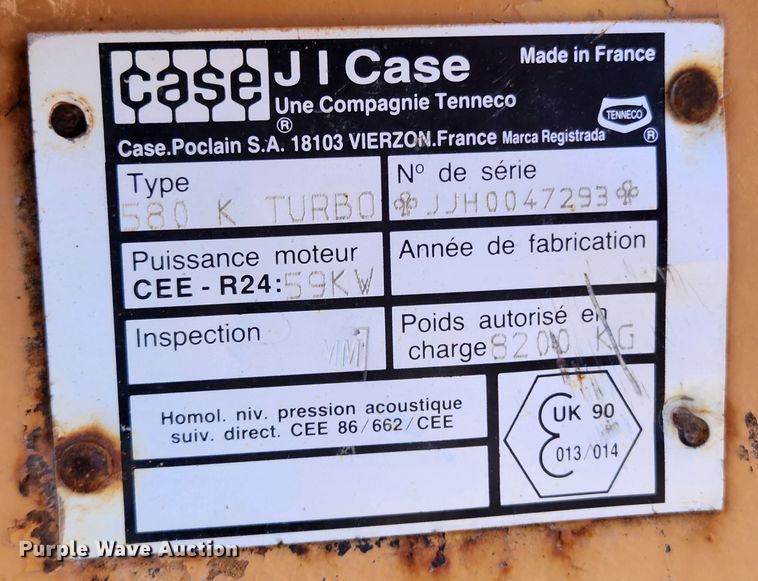 case J I Case Made in France
Une Compagnie Tenneco
® TENNECO
Case.Poclain S.A. 18103 VIERZON.France Marca Registrada ®
Type
580 K TURBO
N° de série
JJH0047293
Puissance moteur
CEE - R24: 59KW
Année de fabrication
Inspection
MM
Poids autorisé en
charge 8200 KG
Homol. niv. pression acoustique
suiv. direct. CEE 86/662/CEE
UK 90
013/014
Purple Wave Auction